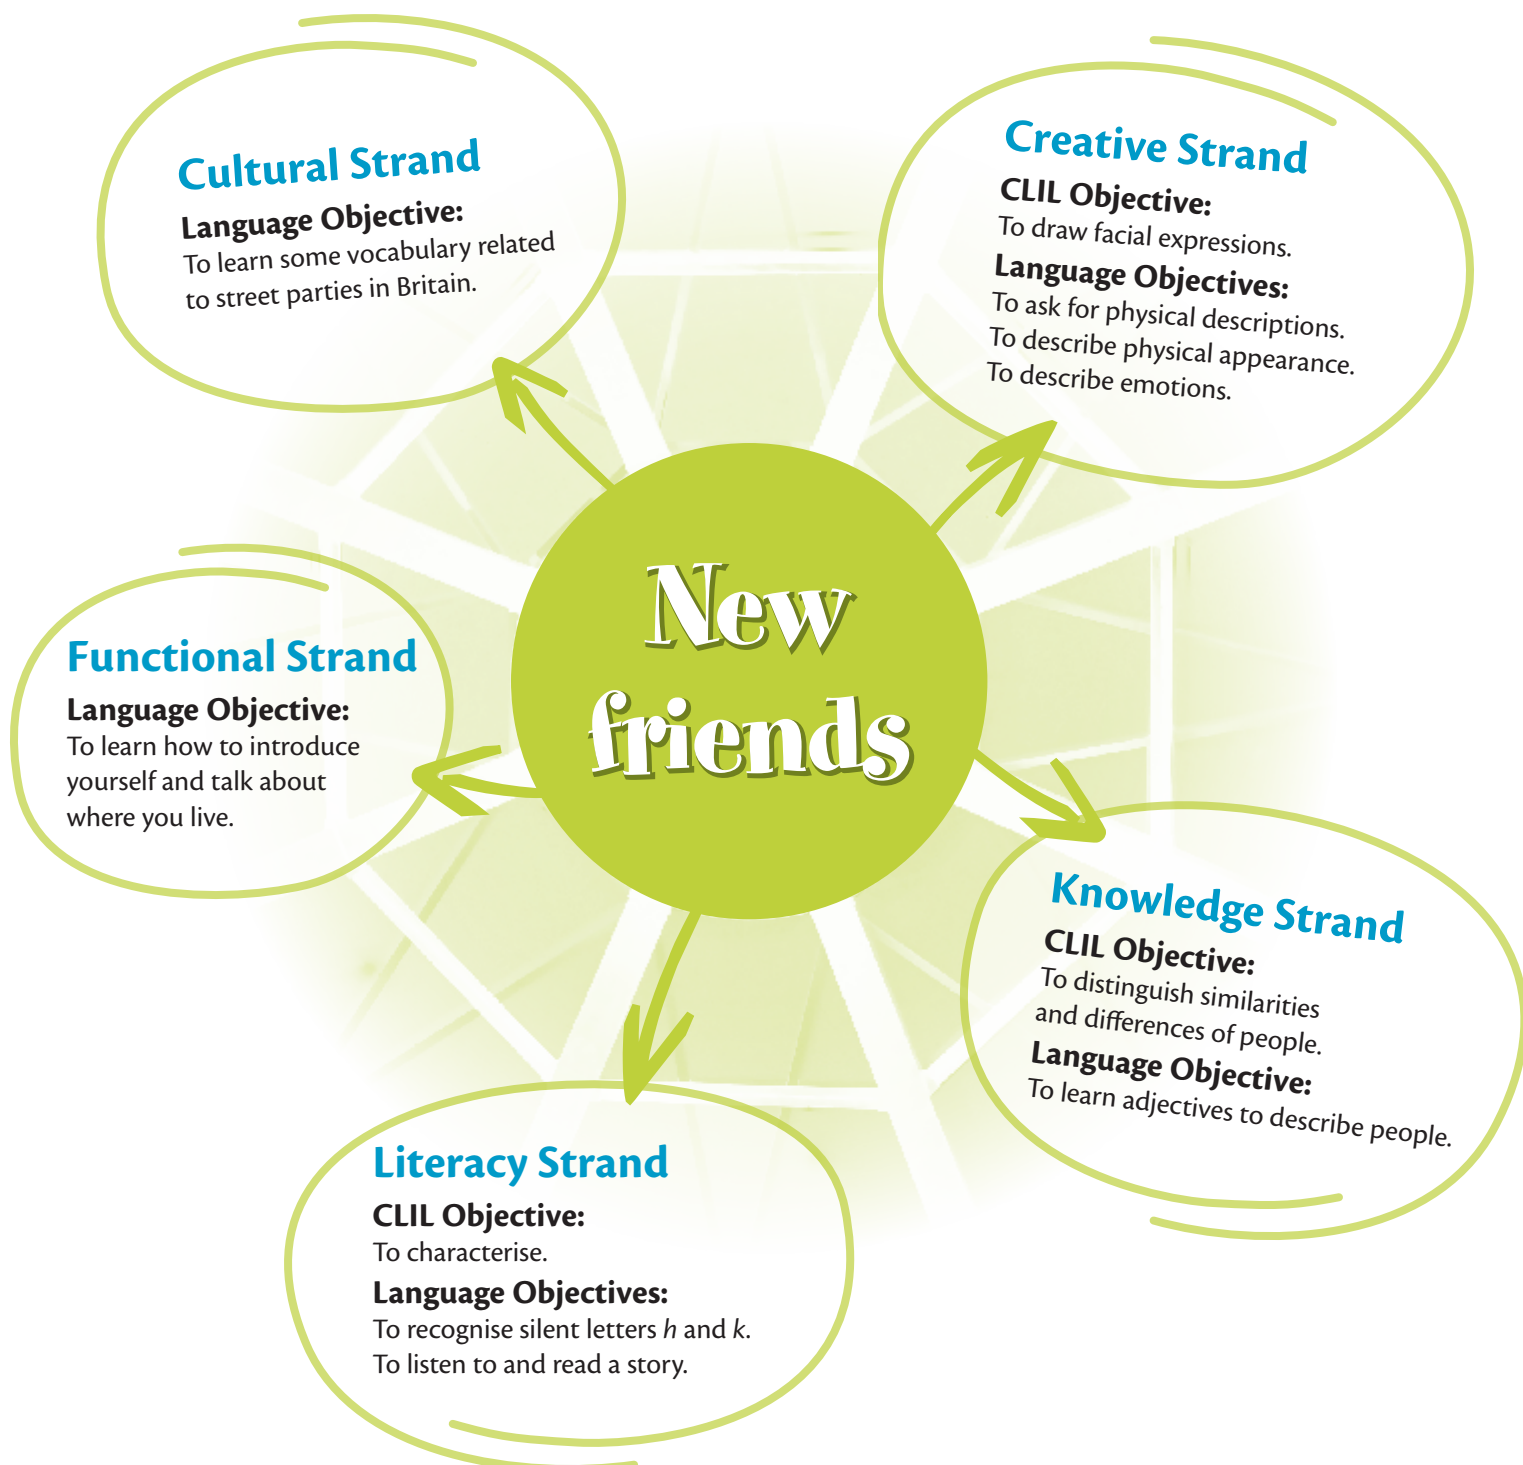 Cultural Strand
Language Objective:
To learn some vocabulary related
to street parties in Britain.
Creative Strand
CLIL Objective:
To draw facial expressions.
Language Objectives:
To ask for physical descriptions.
To describe physical appearance.
To describe emotions.
New
friends
Functional Strand
Language Objective:
To learn how to introduce
yourself and talk about
where you live.
Knowledge Strand
CLIL Objective:
To distinguish similarities
and differences of people.
Language Objective:
To learn adjectives to describe people.
Literacy Strand
CLIL Objective:
To characterise.
Language Objectives:
To recognise silent letters h and k.
To listen to and read a story.